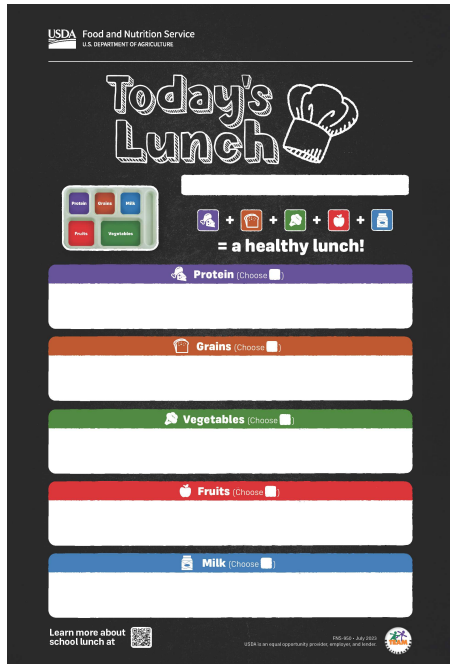 USDA Food and Nutrition Service
U.S. DEPARTMENT OF AGRICULTURE
Today's
Lunch
Protein Grains Milk
Fruits Vegetables
+ + + +
= a healthy lunch!
Protein (Choose )
Grains (Choose )
Vegetables (Choose )
Fruits (Choose )
Milk (Choose )
Learn more about
school lunch at
FNS-950 • July 2023
USDA is an equal opportunity provider, employer, and lender.
TEAM